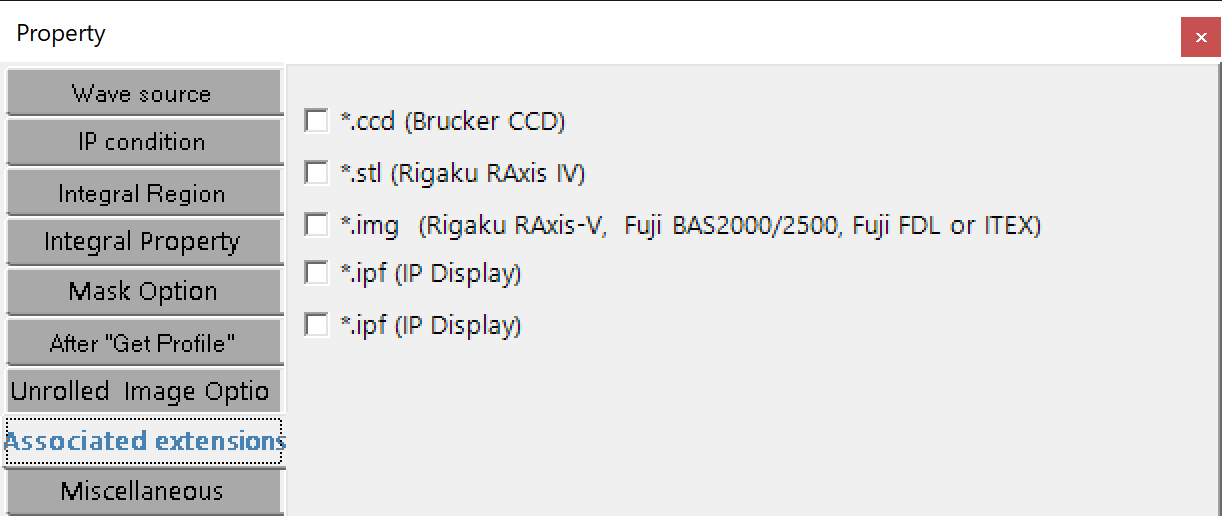 Property
×
Wave source
IP condition
Integral Region
Integral Property
Mask Option
After "Get Profile"
Unrolled Image Optio
Associated extensions
Miscellaneous
*.ccd (Brucker CCD)
*.stl (Rigaku RAxis IV)
*.img (Rigaku RAxis-V, Fuji BAS2000/2500, Fuji FDL or ITEX)
*.ipf (IP Display)
*.ipf (IP Display)